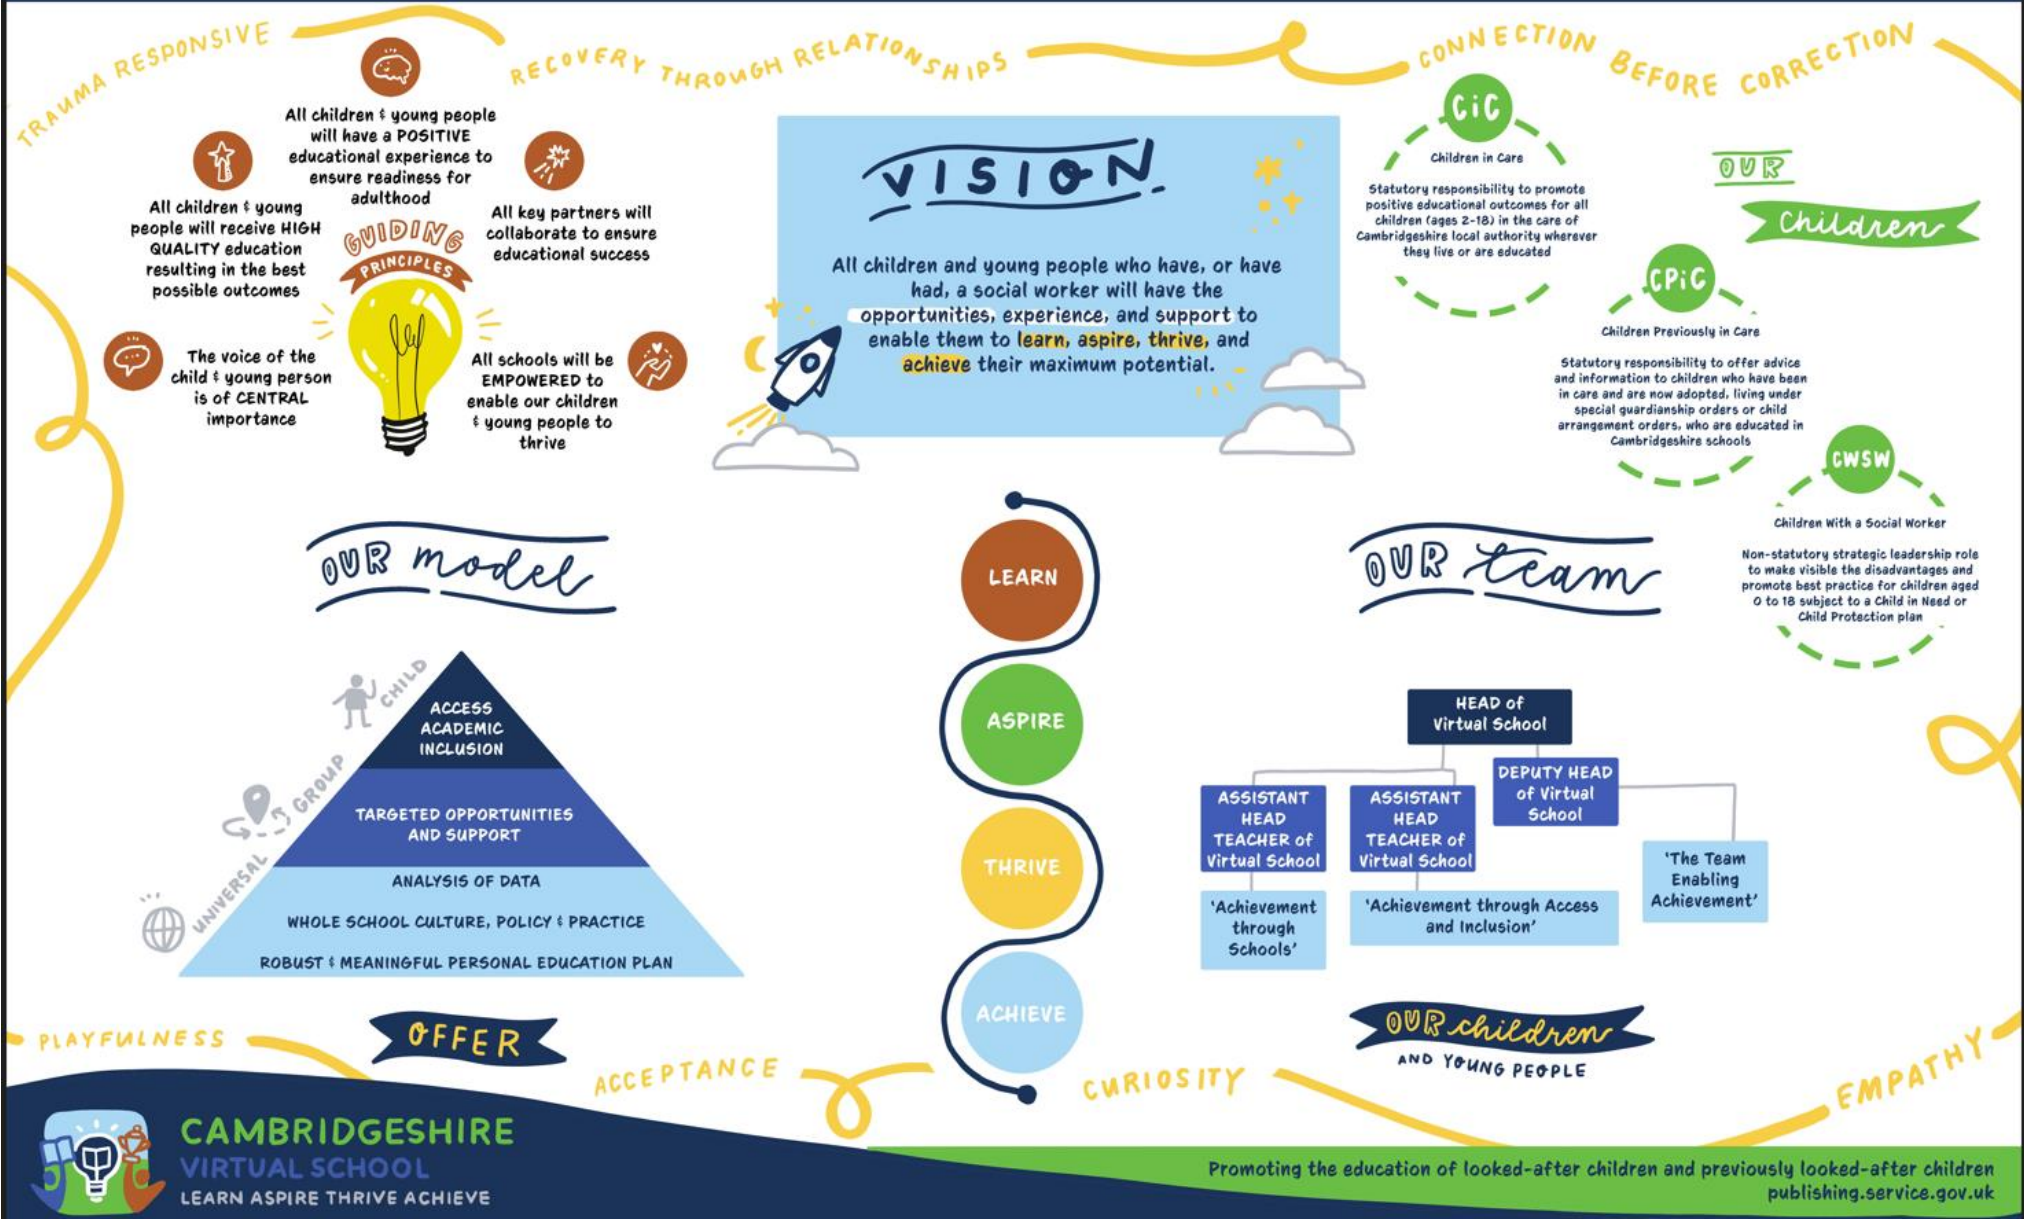 TRAUMA RESPONSIVE
RECOVERY THROUGH RELATIONSHIPS
CONNECTION BEFORE CORRECTION
All children & young people
will have a POSITIVE
educational experience to
ensure readiness for
adulthood
All children & young
people will receive HIGH
QUALITY education
resulting in the best
possible outcomes
All key partners will
collaborate to ensure
educational success
GUIDING
PRINCIPLES
The voice of the
child & young person
is of CENTRAL
importance
All schools will be
EMPOWERED to
enable our children
& young people to
thrive
VISION
All children and young people who have, or have
had, a social worker will have the
opportunities, experience, and support to
enable them to learn, aspire, thrive, and
achieve their maximum potential.
OUR
Children
CiC
Children in Care
Statutory responsibility to promote
positive educational outcomes for all
children (ages 2-18) in the care of
Cambridgeshire local authority wherever
they live or are educated
CPiC
Children Previously in Care
Statutory responsibility to offer advice
and information to children who have been
in care and are now adopted, living under
special guardianship orders or child
arrangement orders, who are educated in
Cambridgeshire schools
CWSW
Children With a Social Worker
Non-statutory strategic leadership role
to make visible the disadvantages and
promote best practice for children aged
0 to 18 subject to a Child in Need or
Child Protection plan
OUR model
CHILD
GROUP
UNIVERSAL
ACCESS
ACADEMIC
INCLUSION
TARGETED OPPORTUNITIES
AND SUPPORT
ANALYSIS OF DATA
WHOLE SCHOOL CULTURE, POLICY & PRACTICE
ROBUST & MEANINGFUL PERSONAL EDUCATION PLAN
OFFER
LEARN
ASPIRE
THRIVE
ACHIEVE
OUR team
HEAD of
Virtual School
DEPUTY HEAD
of Virtual
School
ASSISTANT
HEAD
TEACHER of
Virtual School
ASSISTANT
HEAD
TEACHER of
Virtual School
'Achievement
through
Schools'
'Achievement through Access
and Inclusion'
'The Team
Enabling
Achievement'
OUR children
AND YOUNG PEOPLE
PLAYFULNESS
ACCEPTANCE
CURIOSITY
EMPATHY
CAMBRIDGESHIRE
VIRTUAL SCHOOL
LEARN ASPIRE THRIVE ACHIEVE
Promoting the education of looked-after children and previously looked-after children
publishing.service.gov.uk